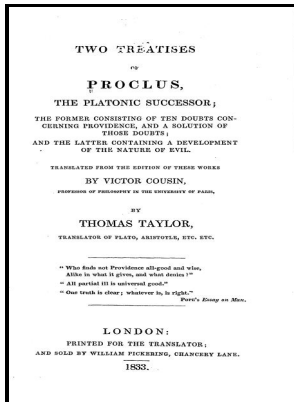 TWO TREATISES
OF
PROCLUS,
THE PLATONIC SUCCESSOR;
THE FORMER CONSISTING OF TEN DOUBTS CON-
CERNING PROVIDENCE, AND A SOLUTION OF
THOSE DOUBTS;
AND THE LATTER CONTAINING A DEVELOPMENT
OF THE NATURE OF EVIL.
TRANSLATED FROM THE EDITION OF THESE WORKS
BY VICTOR COUSIN,
PROFESSOR OF PHILOSOPHY IN THE UNIVERSITY OF PARIS,
BY
THOMAS TAYLOR,
TRANSLATOR OF PLATO, ARISTOTLE, ETC. ETC.
"Who finds not Providence all-good and wise,
Alike in what it gives, and what denies?"
"All partial ill is universal good."
"One truth is clear; whatever is, is right."
Pope's Essay on Man.
LONDON:
PRINTED FOR THE TRANSLATOR;
AND SOLD BY WILLIAM PICKERING, CHANCERY LANE.
1833.